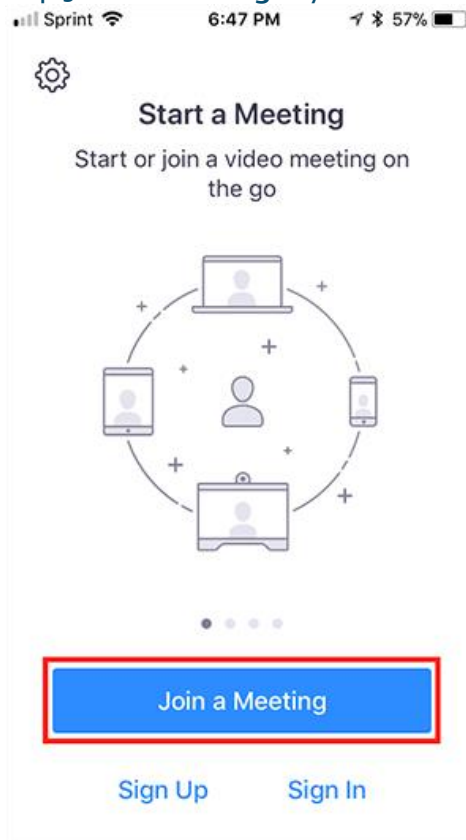 Sprint 6:47 PM 57%
Start a Meeting
Start or join a video meeting on
the go
Join a Meeting
Sign Up Sign In